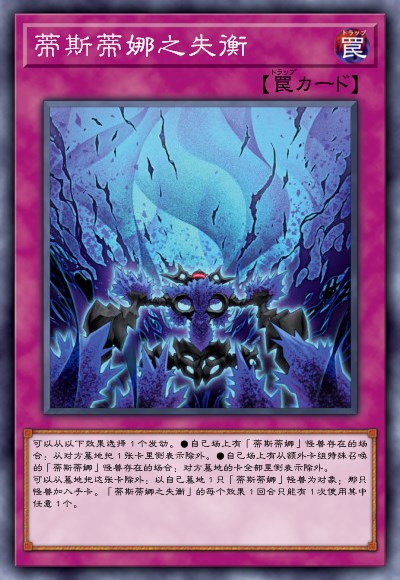 蒂斯蒂娜之失衡
トラップ
罠
トラップ
【罠カード】
可以从以下效果选择1个发动。●自己场上有「蒂斯蒂娜」怪兽存在的场
合：从对方墓地把1张卡里侧表示除外。●自己场上有从额外卡组特殊召唤
的「蒂斯蒂娜」怪兽存在的场合：对方墓地的卡全部里侧表示除外。
可以从墓地把这张卡除外：以自己墓地1只「蒂斯蒂娜」怪兽为对象；那只
怪兽加入手卡。「蒂斯蒂娜之失衡」的每个效果1回合只能有1次使用其中
任意1个。